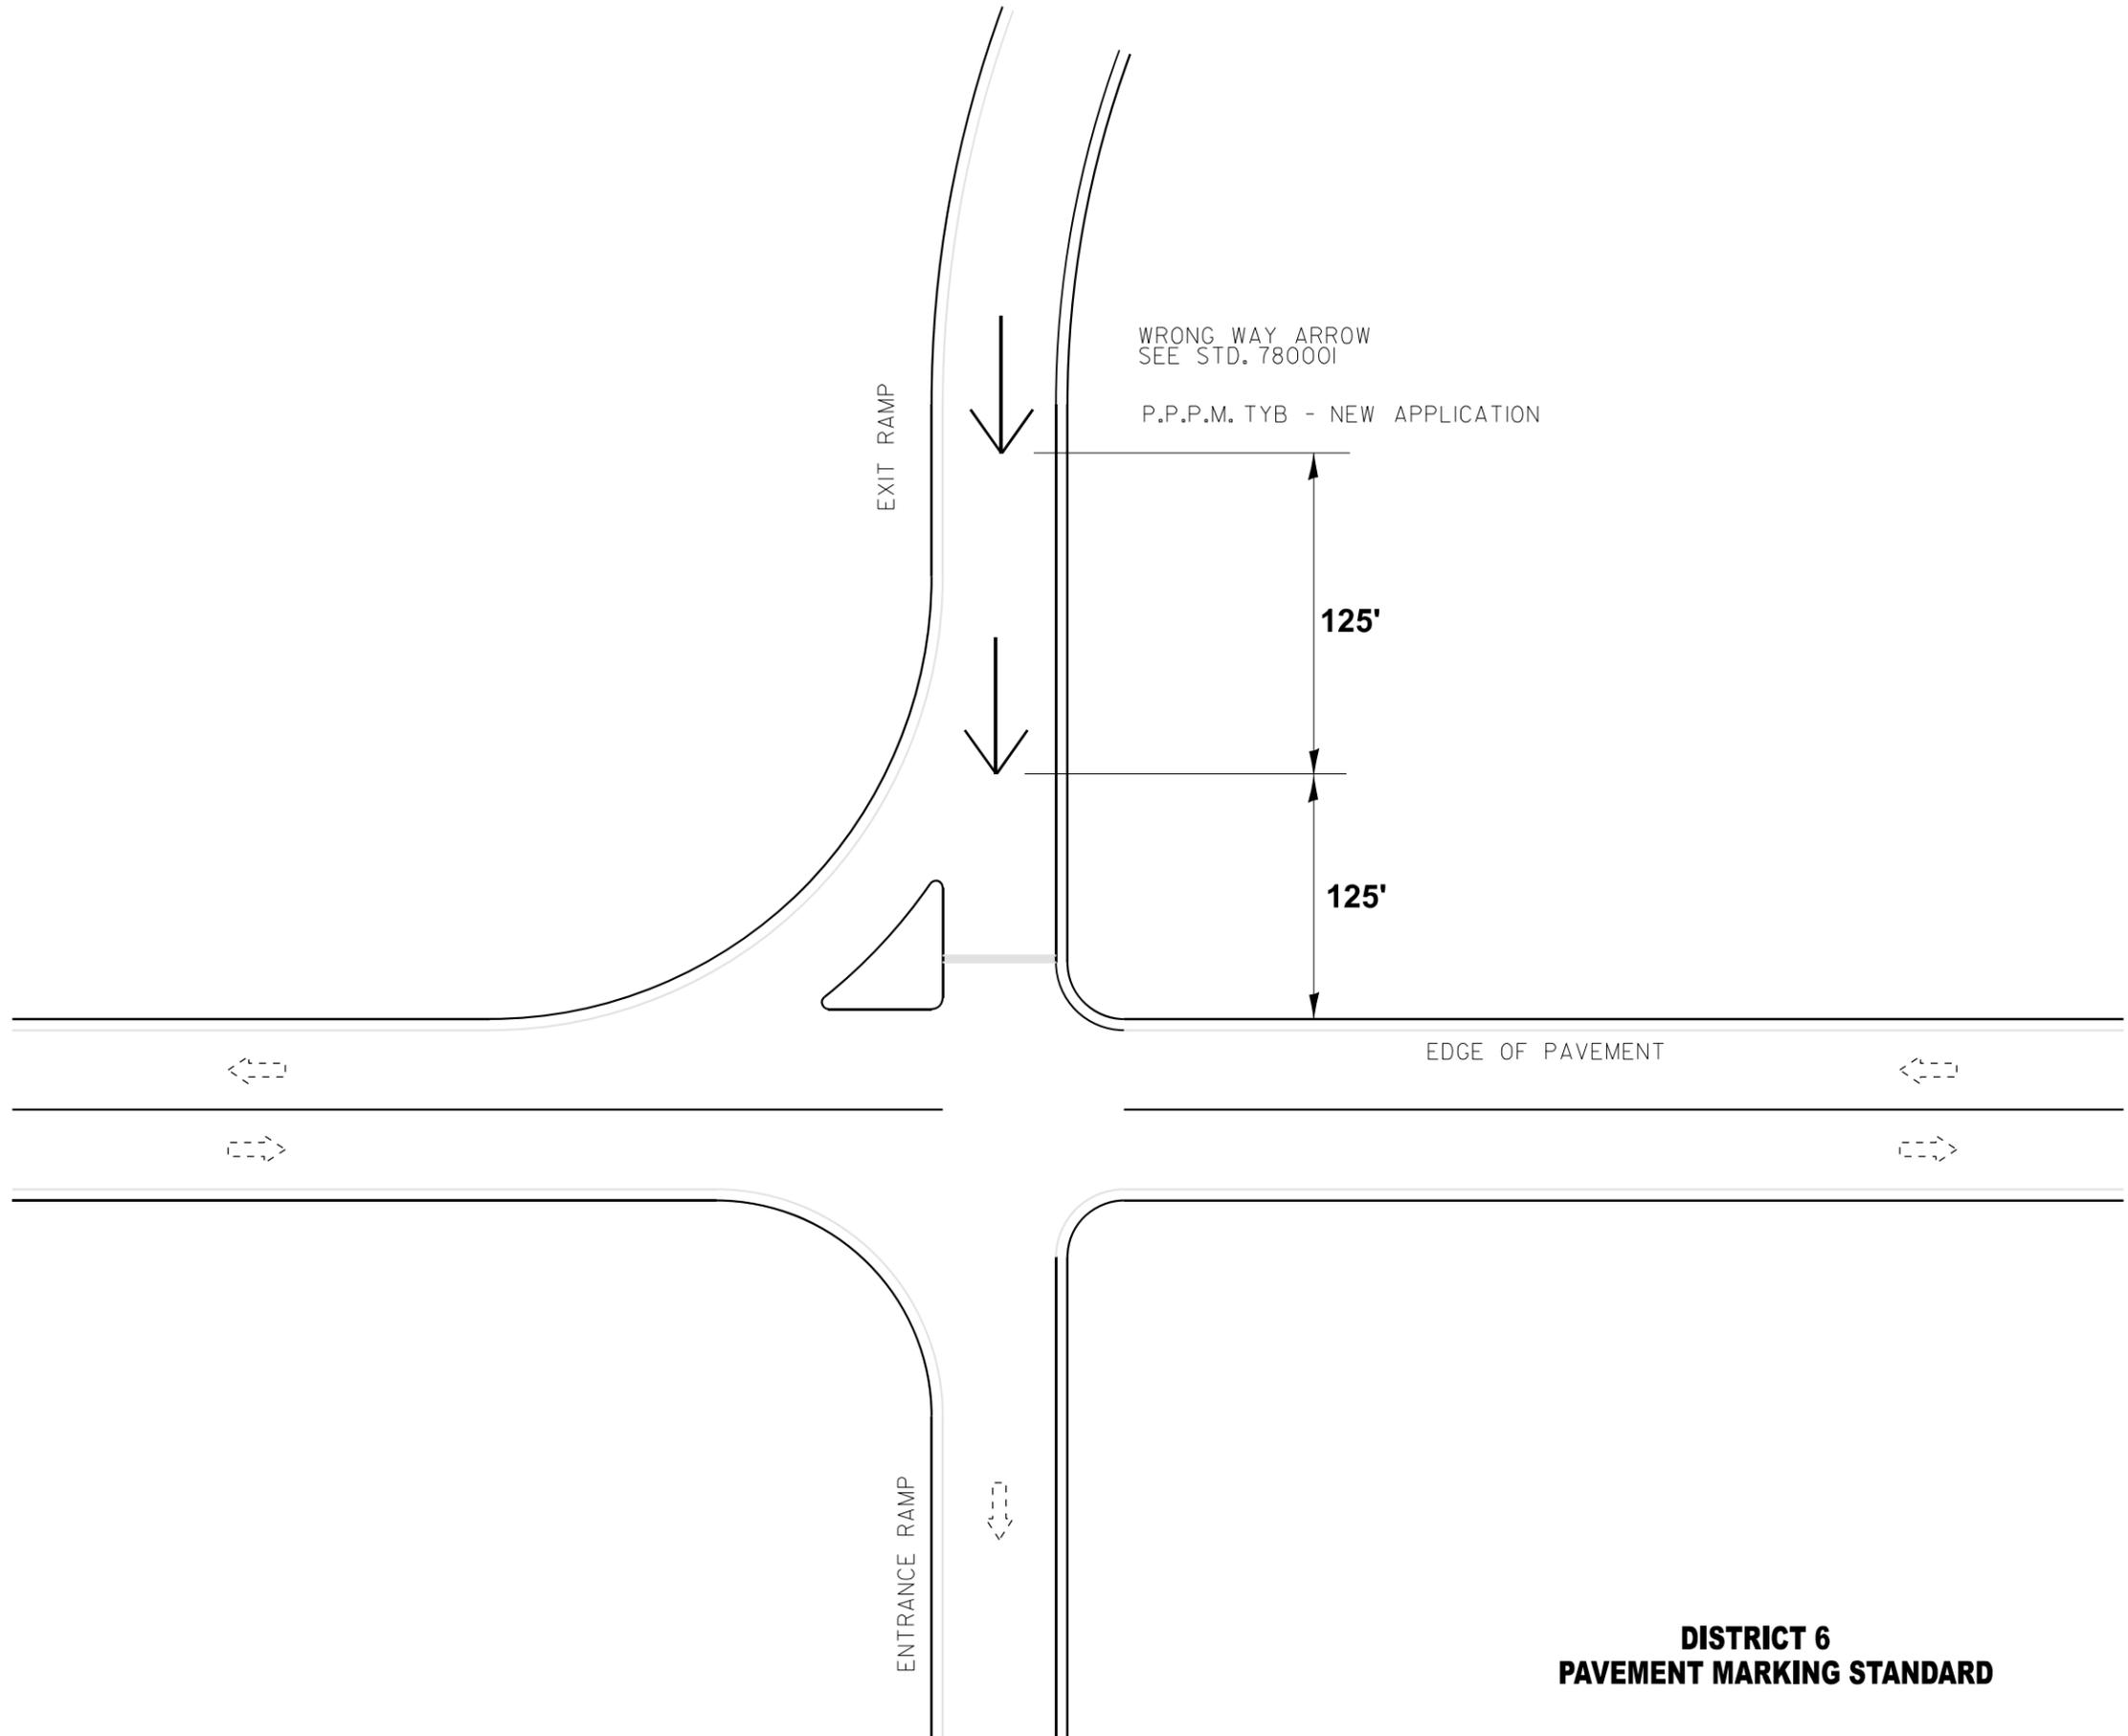 WRONG WAY ARROW
SEE STD. 780001
P.P.P.M. TYB - NEW APPLICATION
EXIT RAMP
125'
125'
EDGE OF PAVEMENT
ENTRANCE RAMP
DISTRICT 6
PAVEMENT MARKING STANDARD